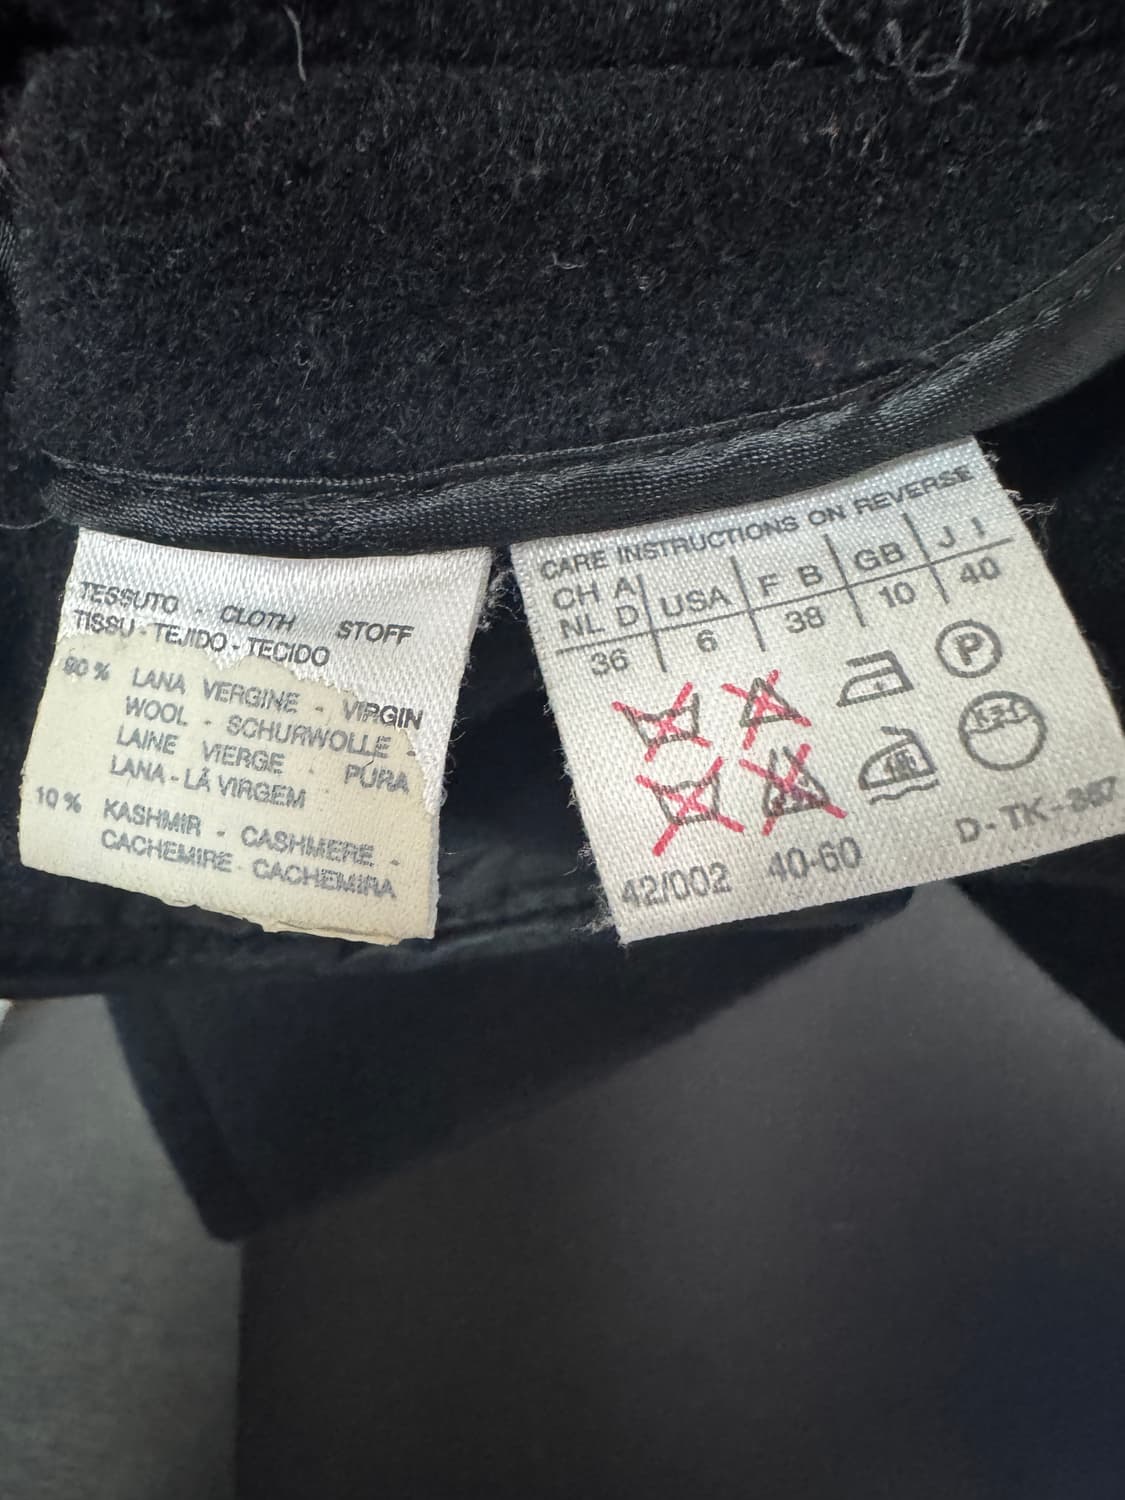 TESSUTO - CLOTH STOFF
TISSU - TEJIDO - TECIDO
90 % LANA VERGINE - VIRGIN
WOOL - SCHURWOLLE -
LAINE VIERGE - PURA
LANA - LÃ VIRGEM
10 % KASHMIR - CASHMERE -
CACHEMIRE - CACHEMIRA
CARE INSTRUCTIONS ON REVERSE
CH A USA F B GB J I
NL D
36 6 38 10 40
P
42/002 40-60 D-TK-367